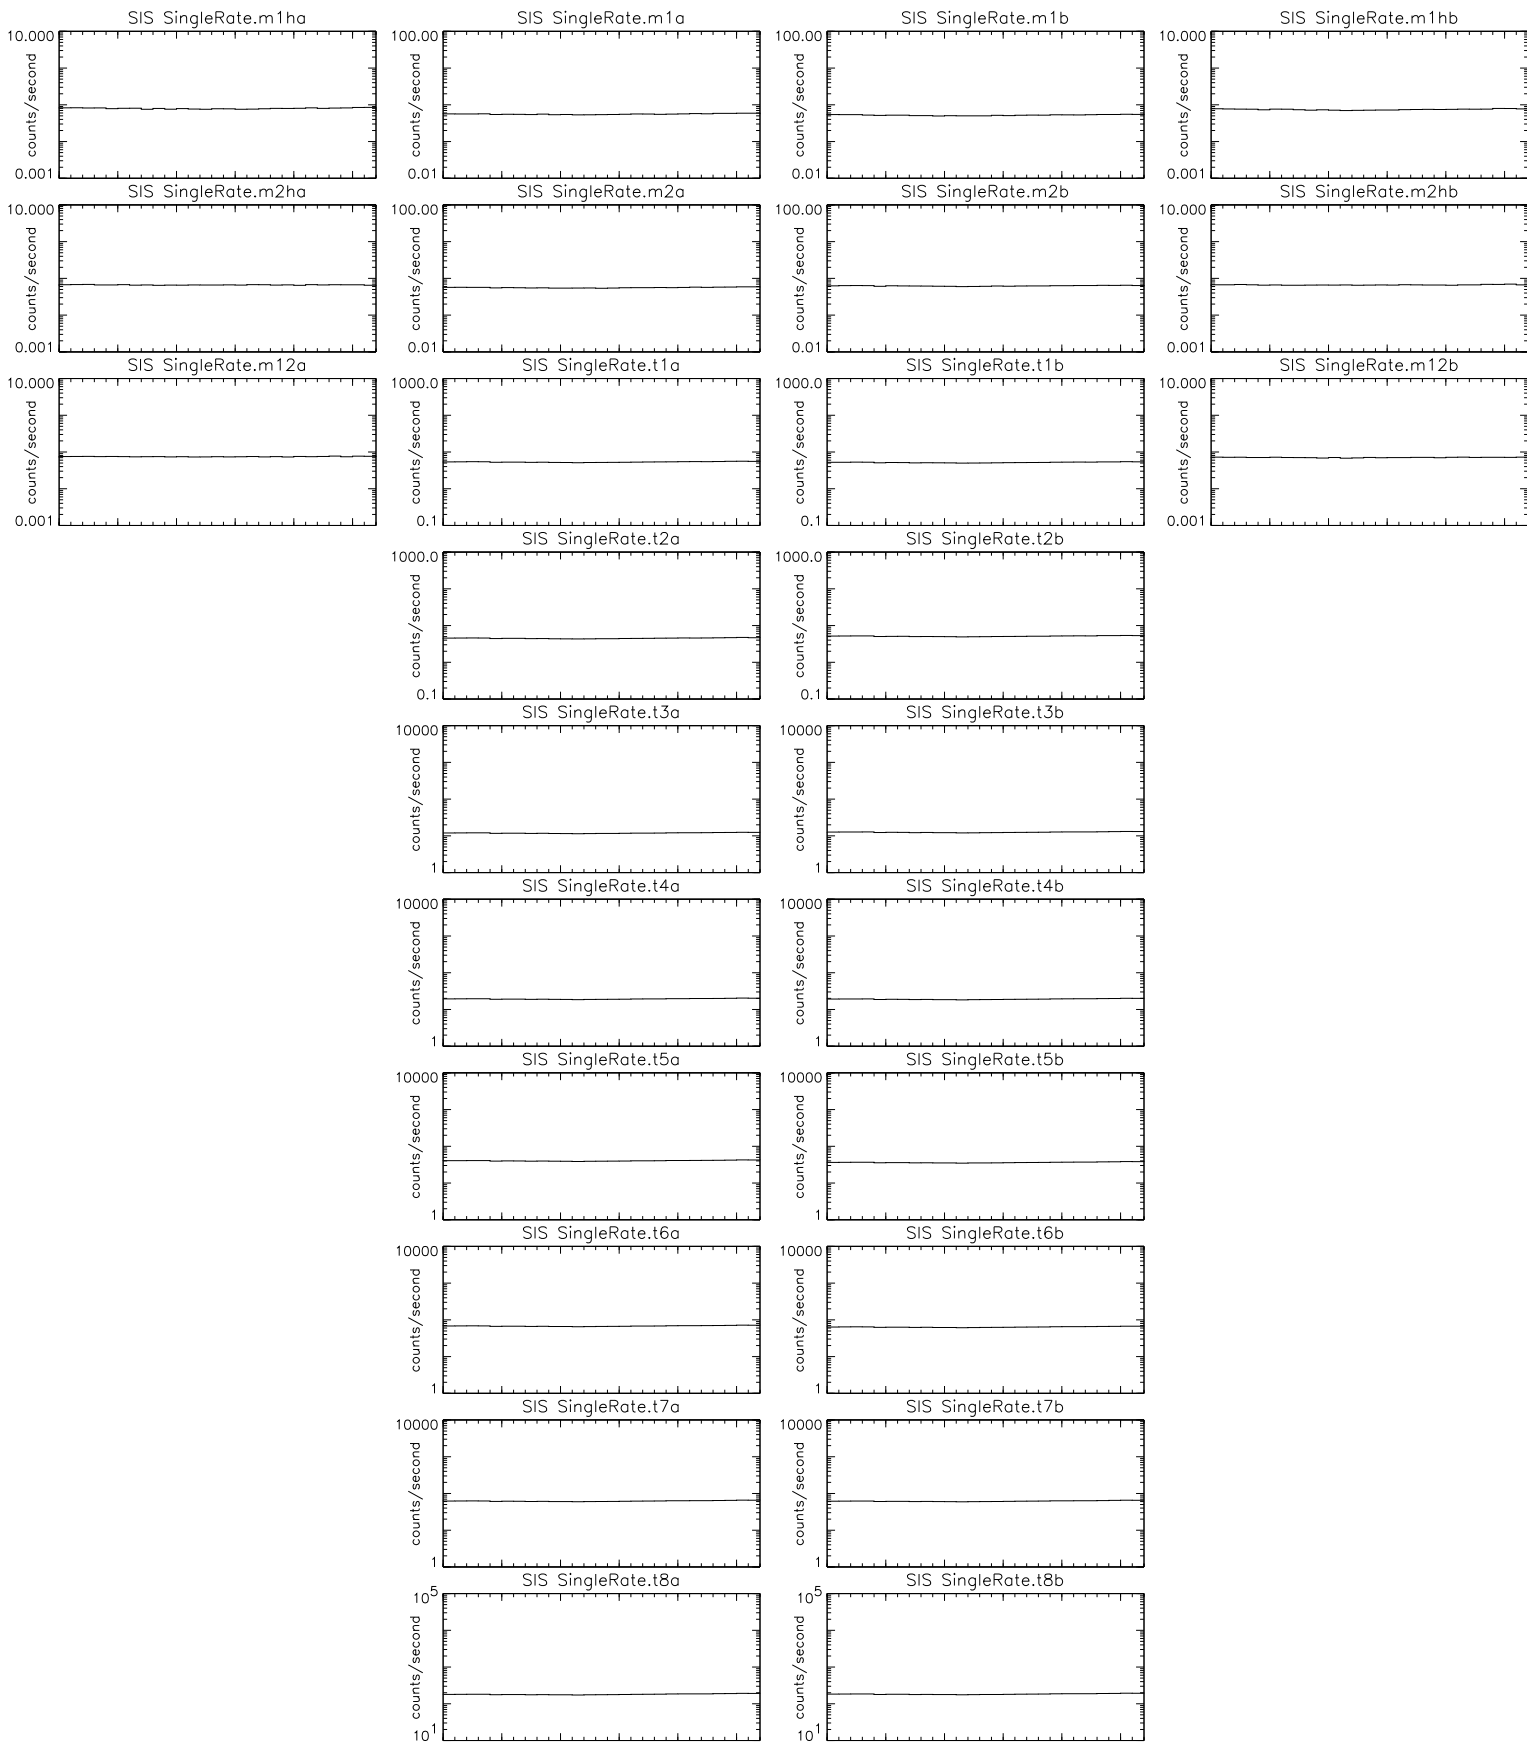 SIS SingleRate.m1ha
SIS SingleRate.m1a
SIS SingleRate.m1b
SIS SingleRate.m1hb
10.000
counts/second
0.001
100.00
counts/second
0.01
100.00
counts/second
0.01
10.000
counts/second
0.001
SIS SingleRate.m2ha
SIS SingleRate.m2a
SIS SingleRate.m2b
SIS SingleRate.m2hb
10.000
counts/second
0.001
100.00
counts/second
0.01
100.00
counts/second
0.01
10.000
counts/second
0.001
SIS SingleRate.m12a
SIS SingleRate.t1a
SIS SingleRate.t1b
SIS SingleRate.m12b
10.000
counts/second
0.001
1000.0
counts/second
0.1
1000.0
counts/second
0.1
10.000
counts/second
0.001
SIS SingleRate.t2a
SIS SingleRate.t2b
1000.0
counts/second
0.1
1000.0
counts/second
0.1
SIS SingleRate.t3a
SIS SingleRate.t3b
10000
counts/second
1
10000
counts/second
1
SIS SingleRate.t4a
SIS SingleRate.t4b
10000
counts/second
1
10000
counts/second
1
SIS SingleRate.t5a
SIS SingleRate.t5b
10000
counts/second
1
10000
counts/second
1
SIS SingleRate.t6a
SIS SingleRate.t6b
10000
counts/second
1
10000
counts/second
1
SIS SingleRate.t7a
SIS SingleRate.t7b
10000
counts/second
1
10000
counts/second
1
SIS SingleRate.t8a
SIS SingleRate.t8b
10⁵
counts/second
10¹
10⁵
counts/second
10¹